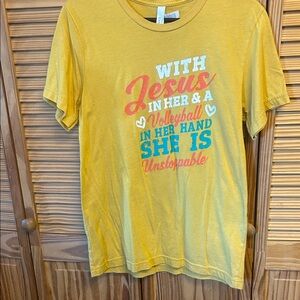 WITH
Jesus
IN HER & A
Volleyball
IN HER HAND
SHE IS
Unstoppable